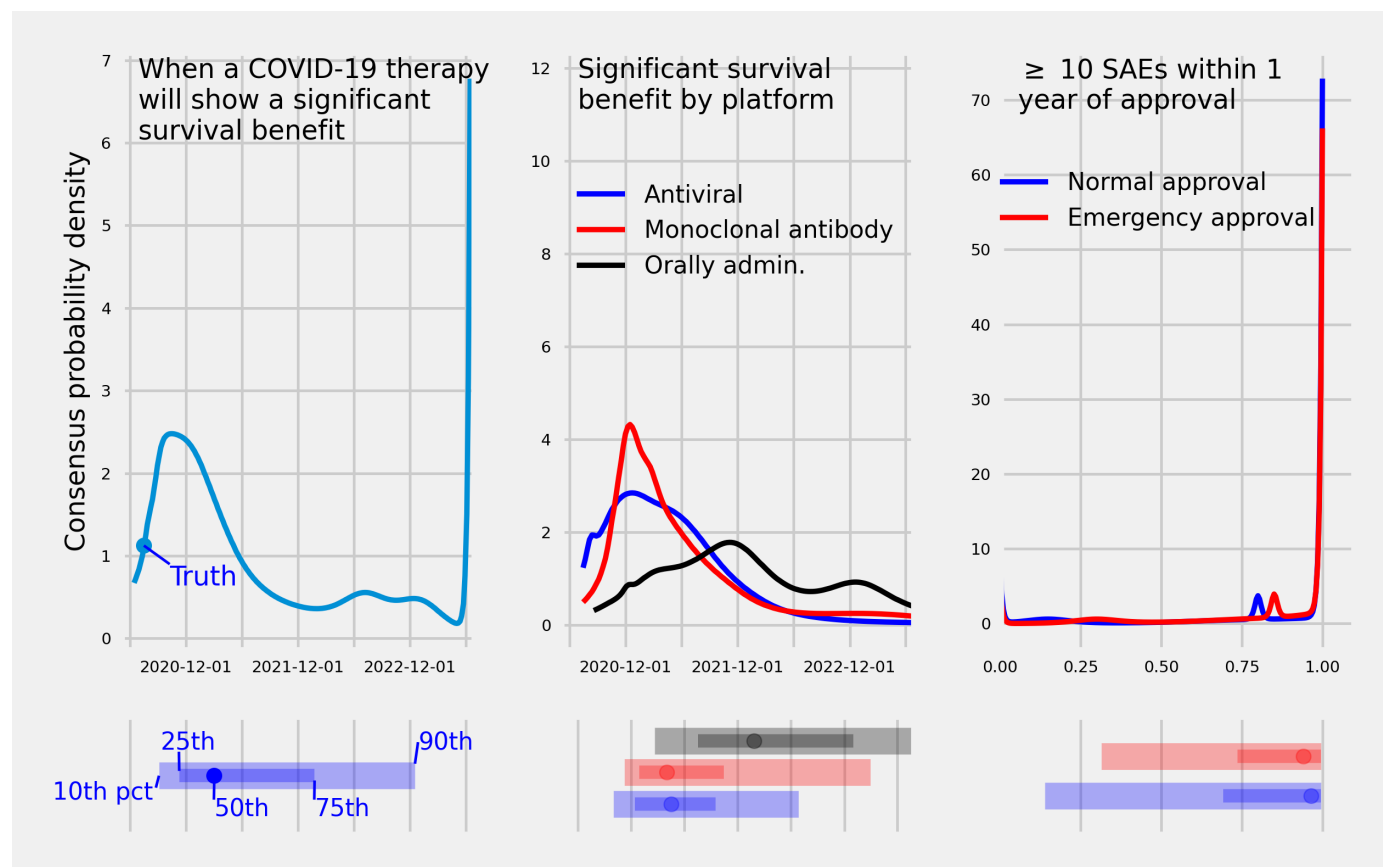 When a COVID-19 therapy
will show a significant
survival benefit
Consensus probability density
7
6
5
4
3
2
1
0
Truth
2020-12-01
2021-12-01
2022-12-01
25th
90th
10th pct
50th
75th
Significant survival
benefit by platform
12
10
8
6
4
2
0
Antiviral
Monoclonal antibody
Orally admin.
2020-12-01
2021-12-01
2022-12-01
≥ 10 SAEs within 1
year of approval
70
60
50
40
30
20
10
0
Normal approval
Emergency approval
0.00
0.25
0.50
0.75
1.00